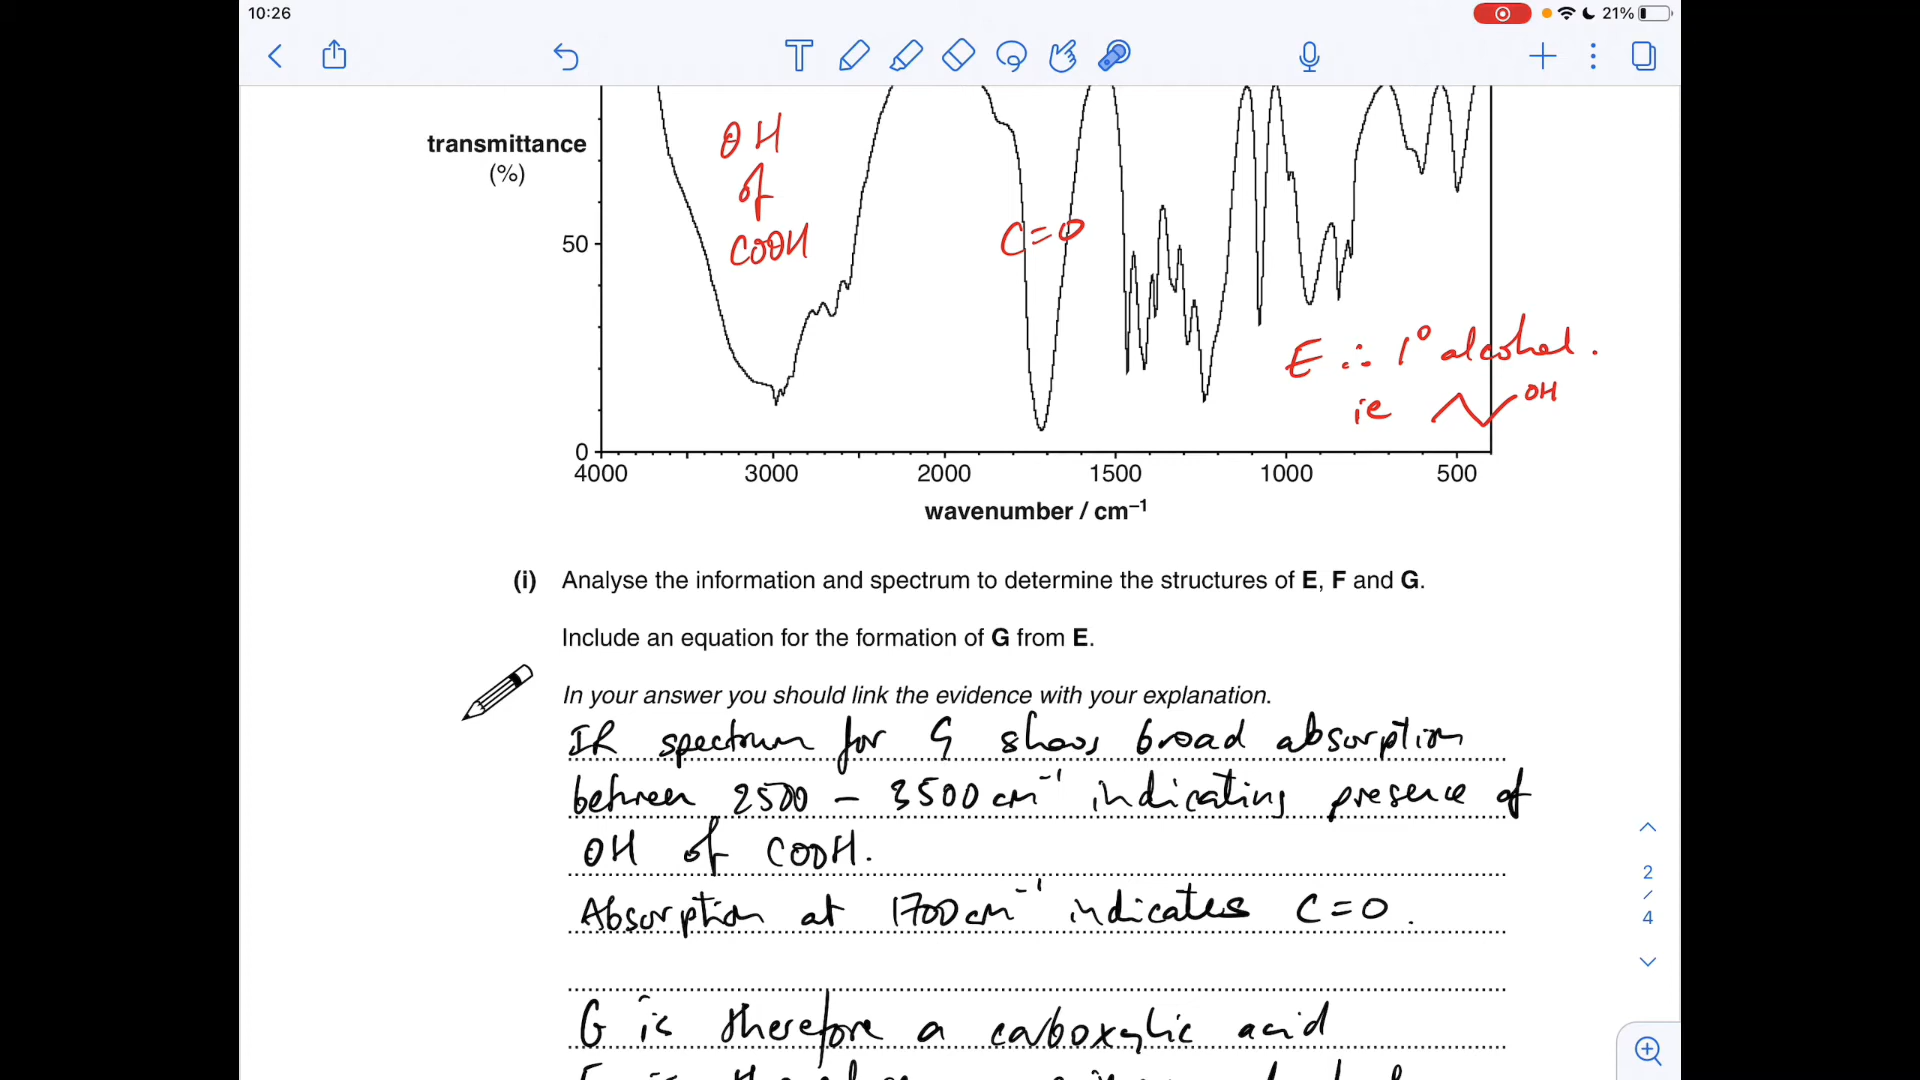 10:26
21%
T
transmittance
(%)
OH
of
COOH
C=O
50
E ∴ 1° alcohol.
ie OH
0
4000 3000 2000 1500 1000 500
wavenumber / cm⁻¹
(i) Analyse the information and spectrum to determine the structures of E, F and G.
Include an equation for the formation of G from E.
In your answer you should link the evidence with your explanation.
IR spectrum for G shows broad absorption
between 2500 – 3500 cm⁻¹ indicating presence of
OH of COOH.
Absorption at 1700 cm⁻¹ indicates C=O.
2
/
4
G is therefore a carboxylic acid